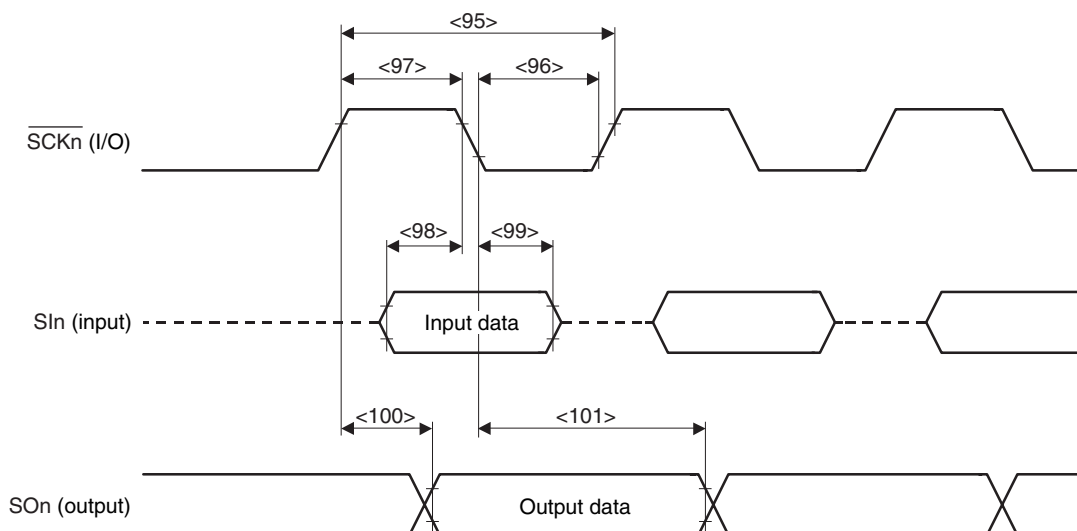 <95>
<97>
<96>
SCKn (I/O)
<98>
<99>
SIn (input)
Input data
<100>
<101>
SOn (output)
Output data